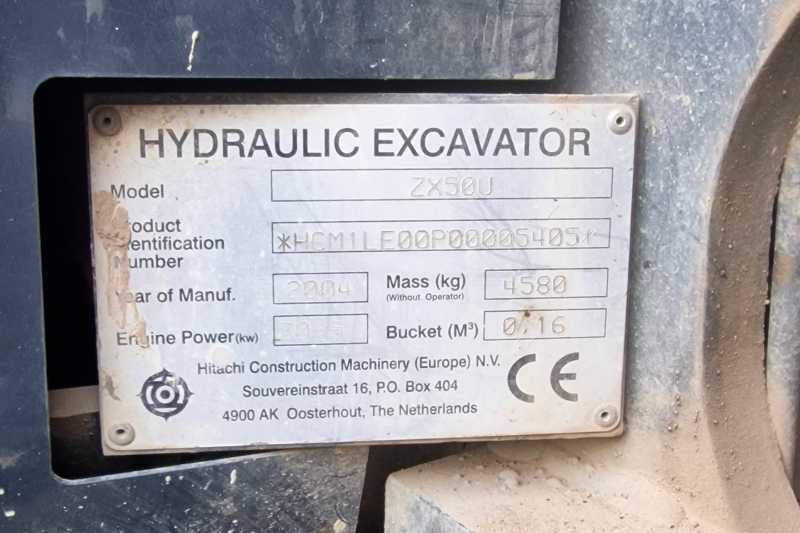 HYDRAULIC EXCAVATOR
Model ZX50U
Product
Identification
Number *HCM1LE00P00005405*
Year of Manuf. 2004 Mass (kg) 4580
(Without Operator)
Engine Power (kw) Bucket (M³) 0.16
Hitachi Construction Machinery (Europe) N.V.
Souvereinstraat 16, P.O. Box 404
4900 AK Oosterhout, The Netherlands
CE